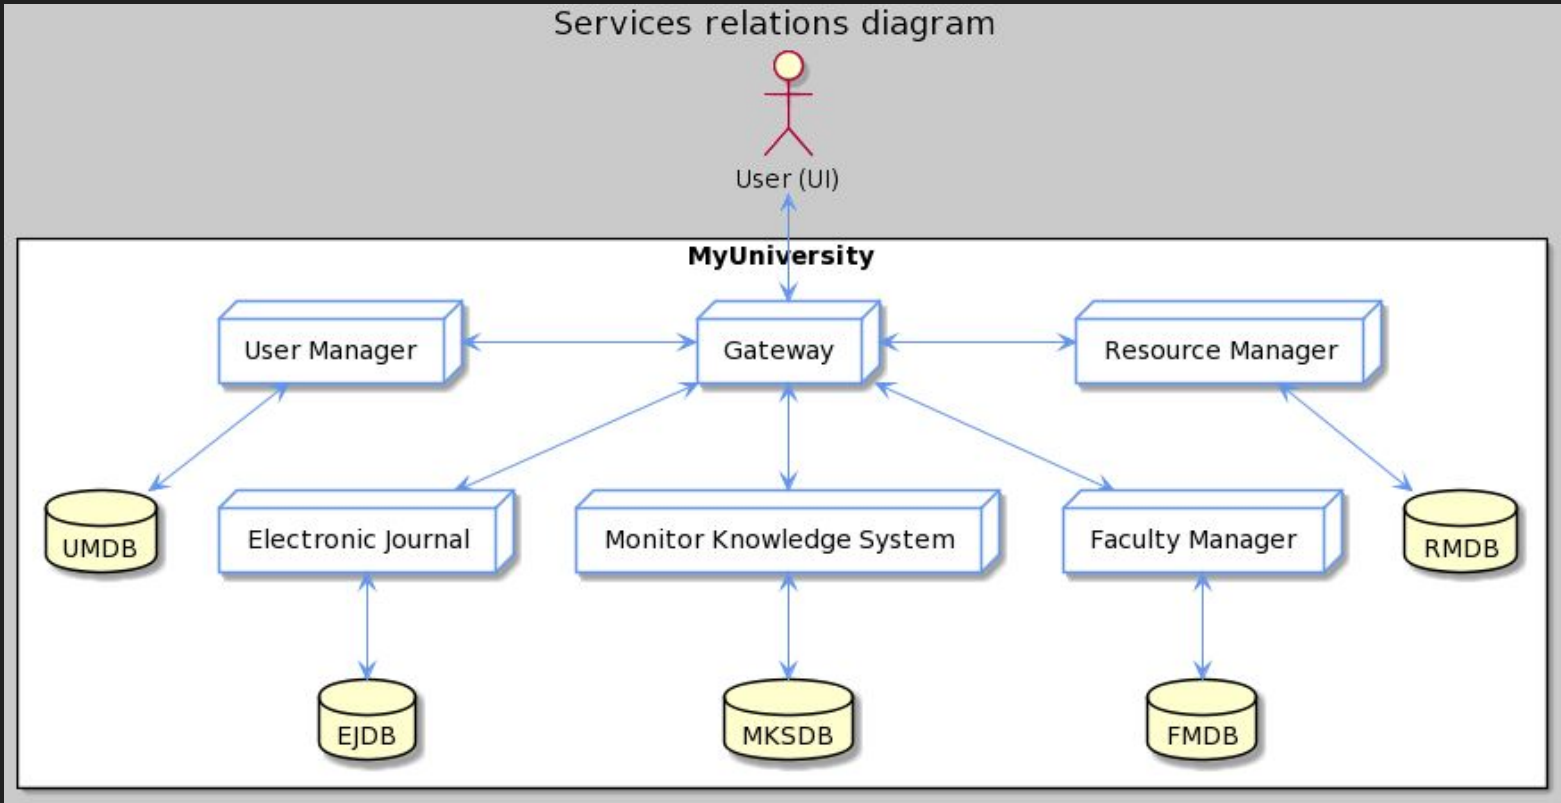 Services relations diagram
User (UI)
MyUniversity
User Manager
Gateway
Resource Manager
UMDB
Electronic Journal
Monitor Knowledge System
Faculty Manager
RMDB
EJDB
MKSDB
FMDB